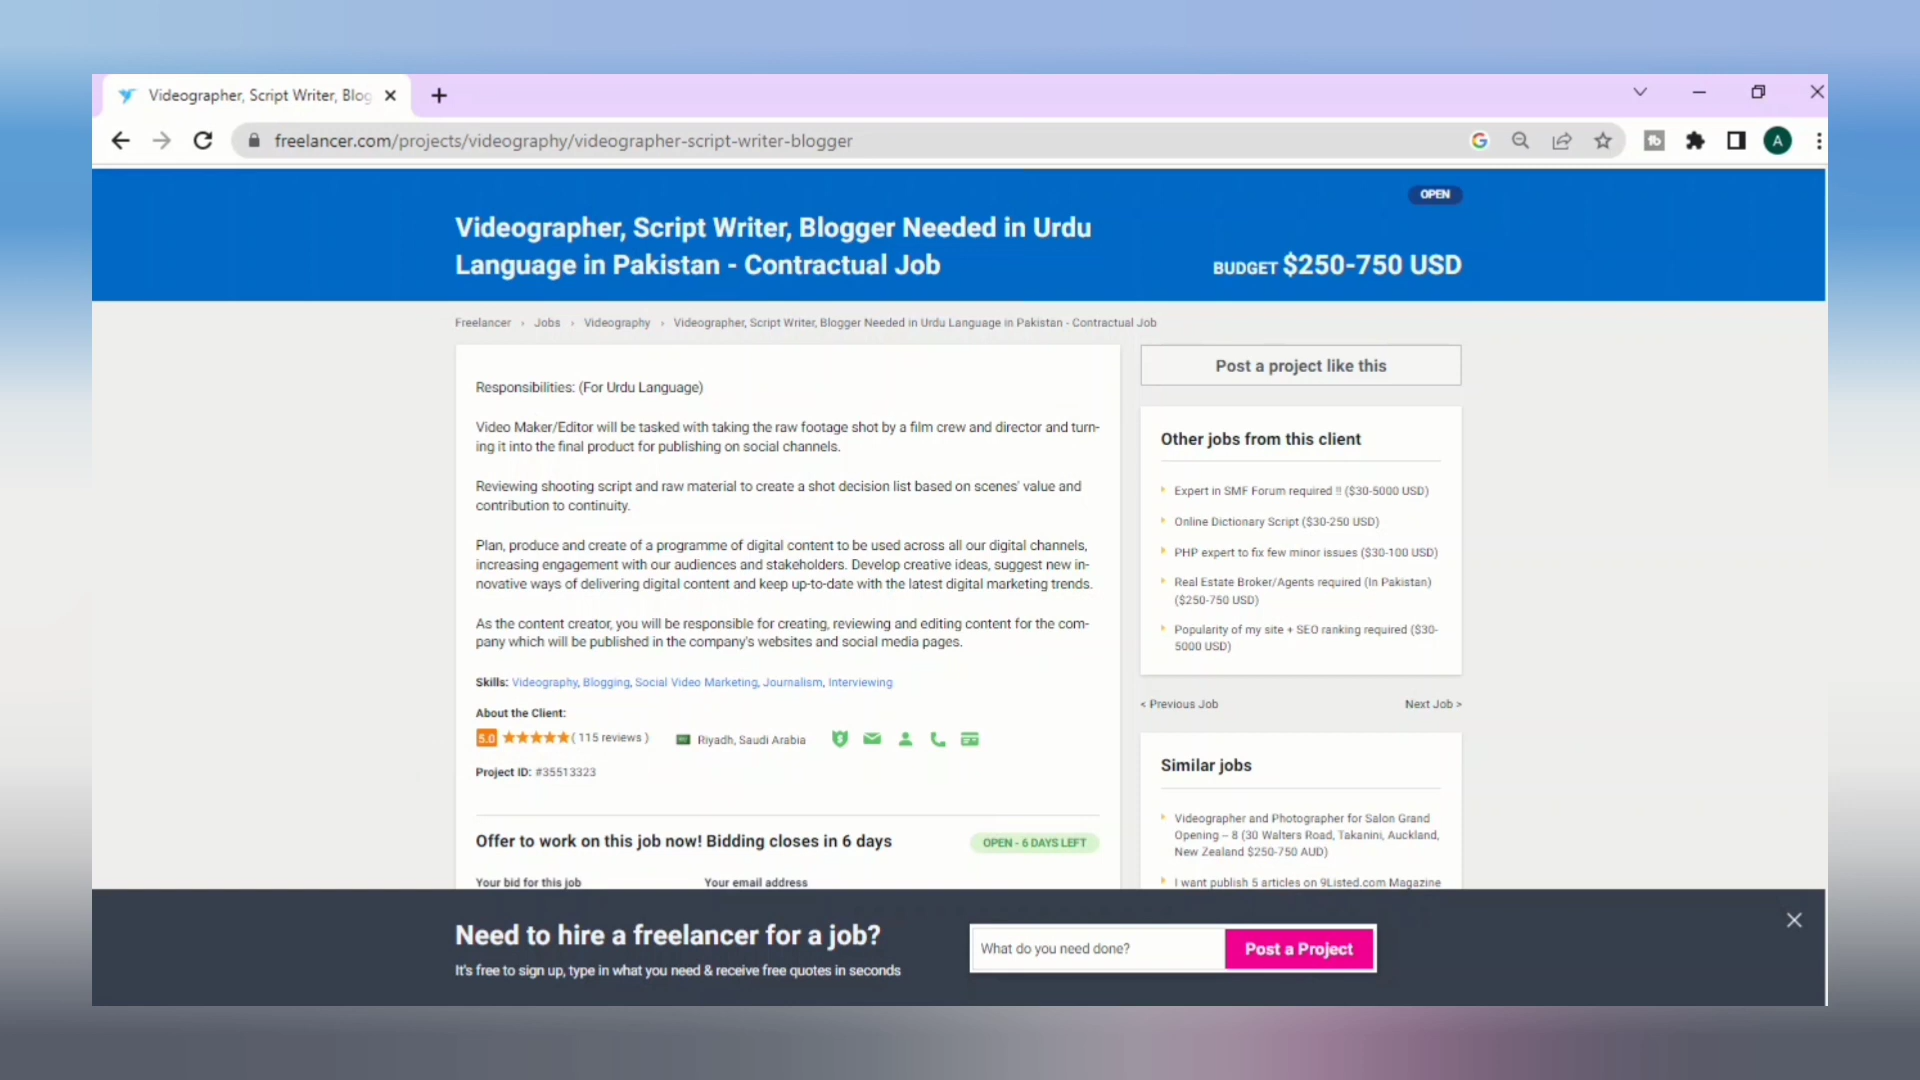 Videographer, Script Writer, Blog
freelancer.com/projects/videography/videographer-script-writer-blogger
A
OPEN
Videographer, Script Writer, Blogger Needed in Urdu
Language in Pakistan - Contractual Job
BUDGET $250-750 USD
Freelancer › Jobs › Videography › Videographer, Script Writer, Blogger Needed in Urdu Language in Pakistan - Contractual Job
Responsibilities: (For Urdu Language)
Video Maker/Editor will be tasked with taking the raw footage shot by a film crew and director and turn-
ing it into the final product for publishing on social channels.
Reviewing shooting script and raw material to create a shot decision list based on scenes' value and
contribution to continuity.
Plan, produce and create of a programme of digital content to be used across all our digital channels,
increasing engagement with our audiences and stakeholders. Develop creative ideas, suggest new in-
novative ways of delivering digital content and keep up-to-date with the latest digital marketing trends.
As the content creator, you will be responsible for creating, reviewing and editing content for the com-
pany which will be published in the company's websites and social media pages.
Skills: Videography, Blogging, Social Video Marketing, Journalism, Interviewing
About the Client:
5.0 ( 115 reviews ) Riyadh, Saudi Arabia
Project ID: #35513323
Offer to work on this job now! Bidding closes in 6 days
OPEN - 6 DAYS LEFT
Your bid for this job
Your email address
Post a project like this
Other jobs from this client
Expert in SMF Forum required !! ($30-5000 USD)
Online Dictionary Script ($30-250 USD)
PHP expert to fix few minor issues ($30-100 USD)
Real Estate Broker/Agents required (In Pakistan)
($250-750 USD)
Popularity of my site + SEO ranking required ($30-
5000 USD)
< Previous Job
Next Job >
Similar jobs
Videographer and Photographer for Salon Grand
Opening – 8 (30 Walters Road, Takanini, Auckland,
New Zealand $250-750 AUD)
I want publish 5 articles on 9Listed.com Magazine
Need to hire a freelancer for a job?
It's free to sign up, type in what you need & receive free quotes in seconds
What do you need done?
Post a Project